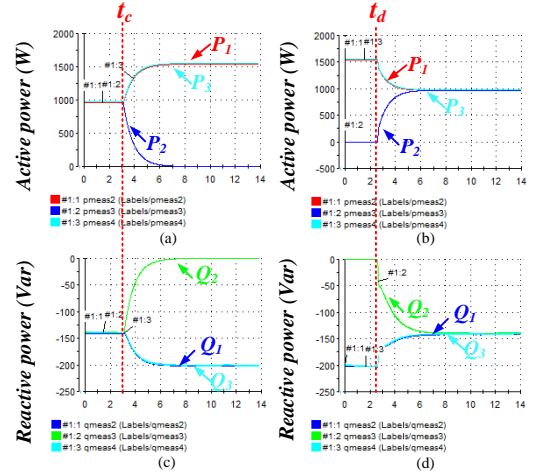 t_c
t_d
Active power (W)
2000
1500
1000
500
0
0 2 4 6 8 10 12 14
#1:3
#1:1 #1:2
P_1
P_3
P_2
#1:1 pmeas2 (Labels/pmeas2)
#1:2 pmeas3 (Labels/pmeas3)
#1:3 pmeas4 (Labels/pmeas4)
(a)
Active power (W)
2000
1500
1000
500
0
-500
0 2 4 6 8 10 12 14
#1:1 #1:3
#1:2
P_1
P_3
P_2
#1:1 pmeas2 (Labels/pmeas2)
#1:2 pmeas3 (Labels/pmeas3)
#1:3 pmeas4 (Labels/pmeas4)
(b)
Reactive power (Var)
0
-50
-100
-150
-200
-250
0 2 4 6 8 10 12 14
#1:1 #1:2
#1:3
Q_2
Q_1
Q_3
#1:1 qmeas2 (Labels/qmeas2)
#1:2 qmeas3 (Labels/qmeas3)
#1:3 qmeas4 (Labels/qmeas4)
(c)
Reactive power (Var)
0
-50
-100
-150
-200
-250
0 2 4 6 8 10 12 14
#1:2
#1:1 #1:3
Q_2
Q_1
Q_3
#1:1 qmeas2 (Labels/qmeas2)
#1:2 qmeas3 (Labels/qmeas3)
#1:3 qmeas4 (Labels/qmeas4)
(d)